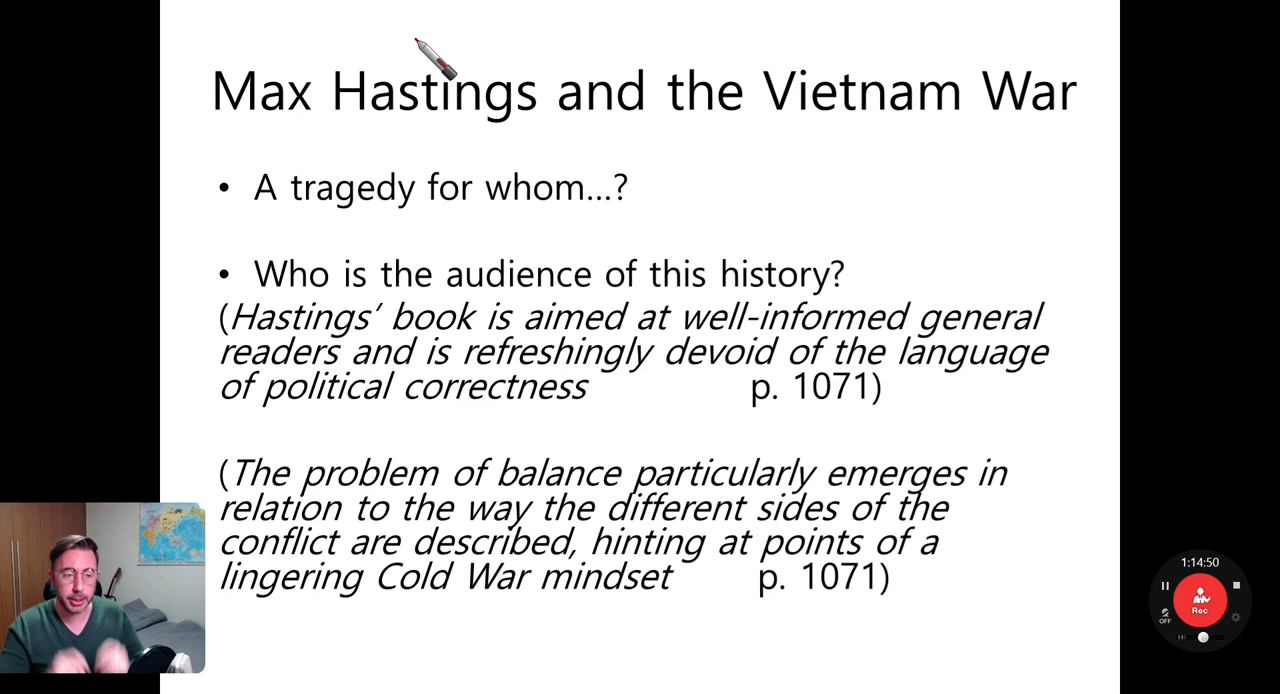 Max Hastings and the Vietnam War
• A tragedy for whom...?
• Who is the audience of this history?
(Hastings’ book is aimed at well-informed general
readers and is refreshingly devoid of the language
of political correctness p. 1071)
(The problem of balance particularly emerges in
relation to the way the different sides of the
conflict are described, hinting at points of a
lingering Cold War mindset p. 1071)
1:14:50
Rec
OFF